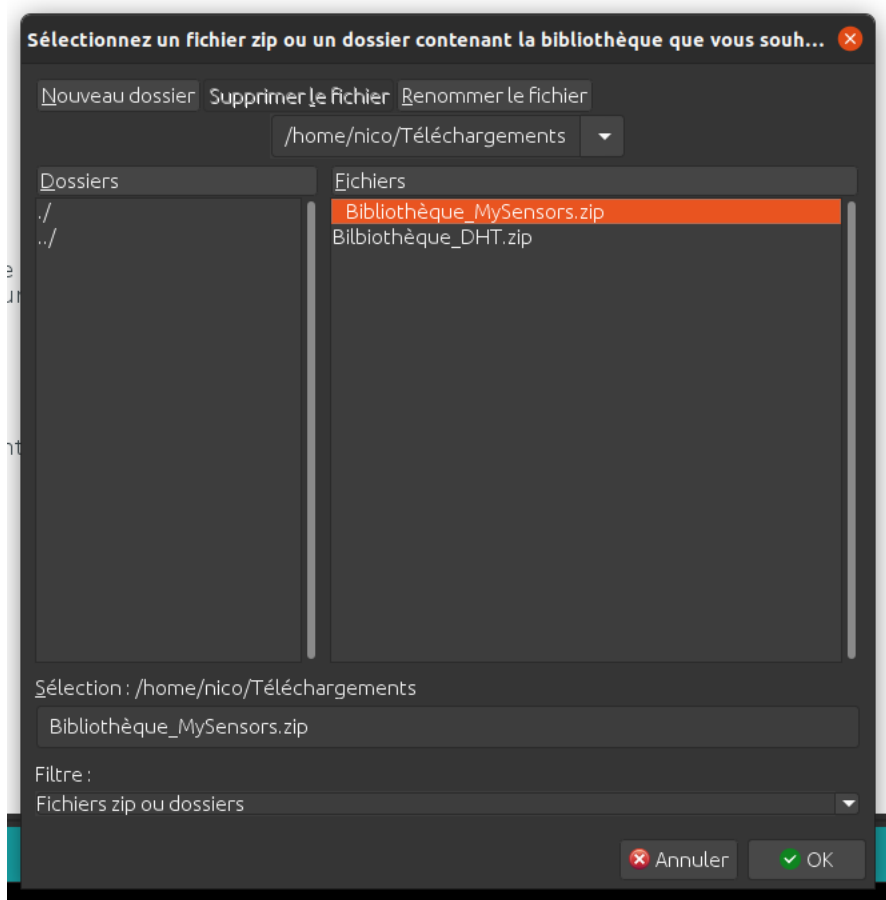 Sélectionnez un fichier zip ou un dossier contenant la bibliothèque que vous souh...
Nouveau dossier Supprimer le fichier Renommer le fichier
/home/nico/Téléchargements
Dossiers
./
../
Fichiers
Bibliothèque_MySensors.zip
Bilbiothèque_DHT.zip
Sélection : /home/nico/Téléchargements
Bibliothèque_MySensors.zip
Filtre :
Fichiers zip ou dossiers
Annuler OK